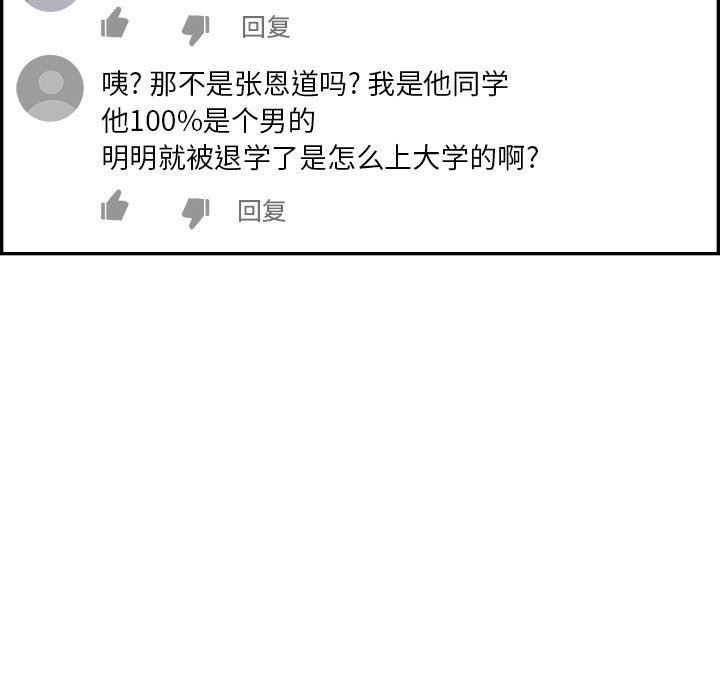 回复
咦? 那不是张恩道吗? 我是他同学
他100%是个男的
明明就被退学了是怎么上大学的啊?
回复